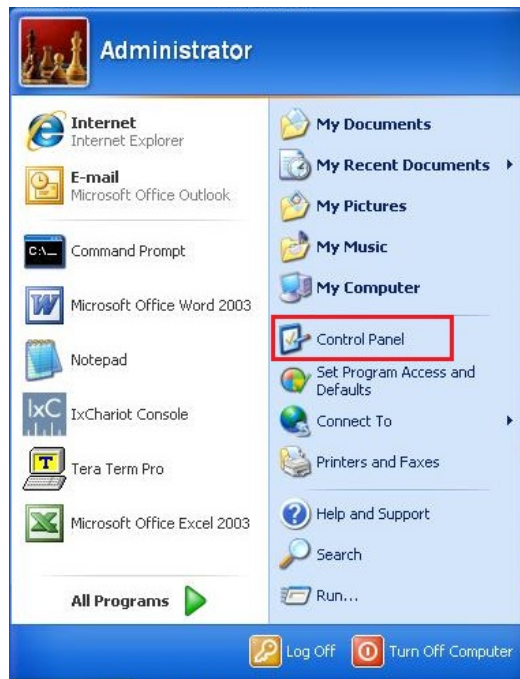 Administrator
Internet
Internet Explorer
E-mail
Microsoft Office Outlook
C:\_
Command Prompt
W
Microsoft Office Word 2003
Notepad
IxC
IxChariot Console
T
Tera Term Pro
X
Microsoft Office Excel 2003
All Programs
My Documents
My Recent Documents
My Pictures
My Music
My Computer
Control Panel
Set Program Access and
Defaults
Connect To
Printers and Faxes
Help and Support
Search
Run...
Log Off
Turn Off Computer